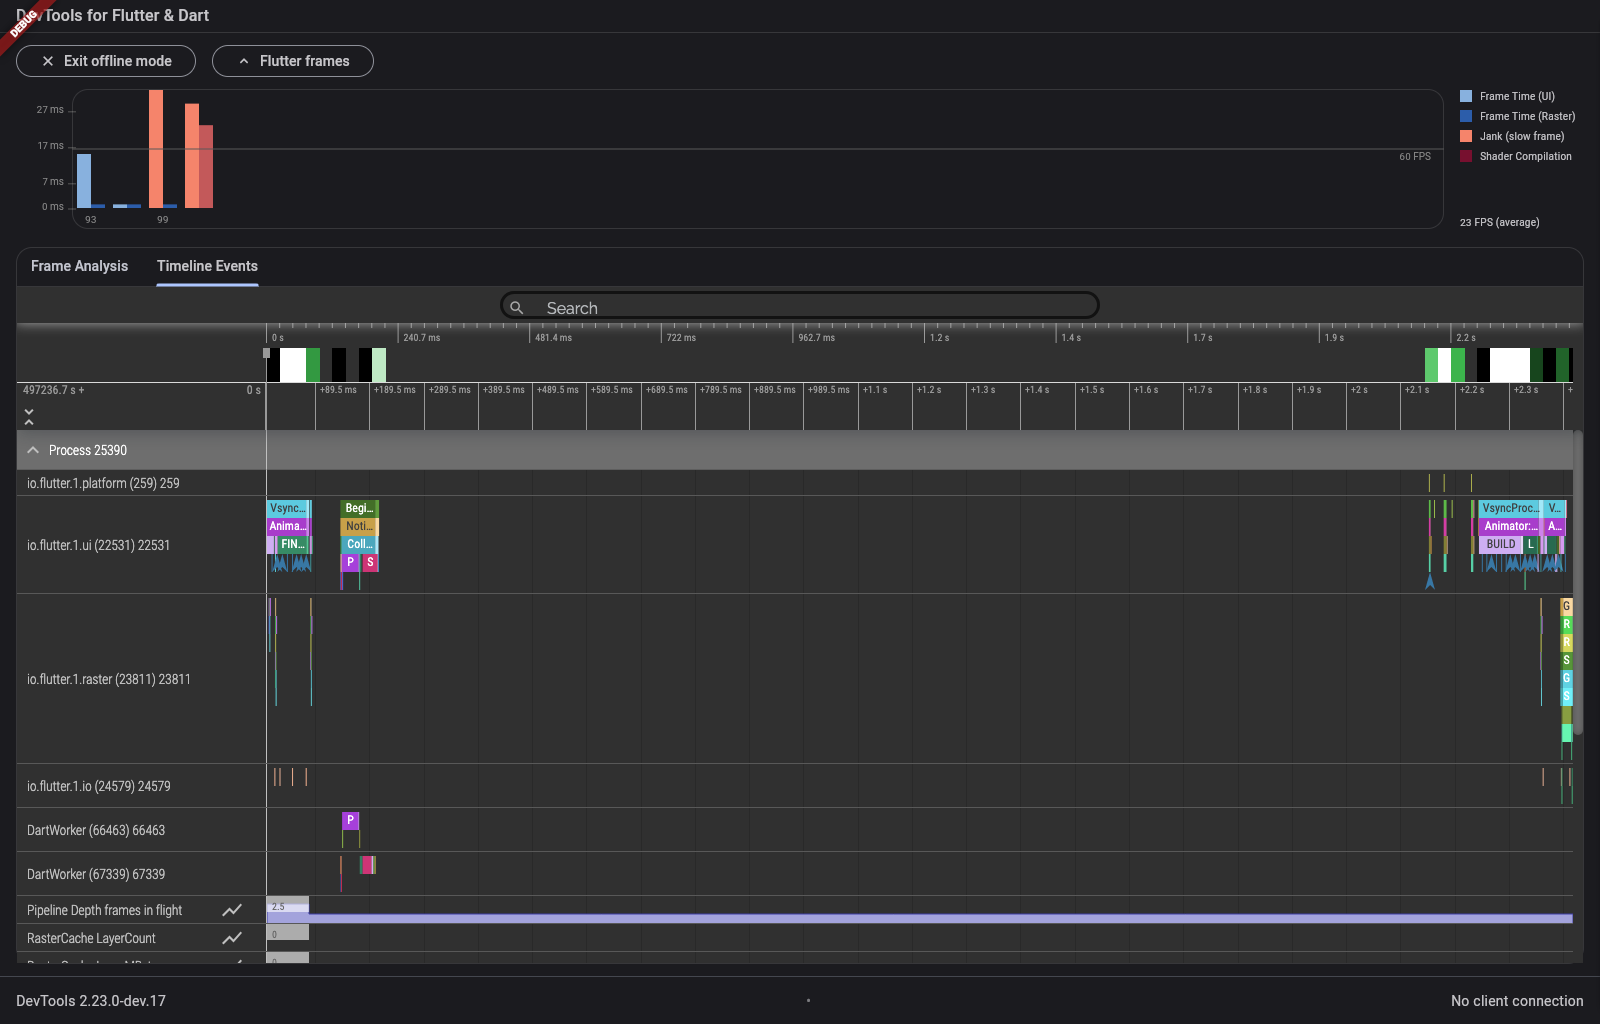 DevTools for Flutter & Dart
DEBUG
Exit offline mode
Flutter frames
27 ms
17 ms
7 ms
0 ms
93
99
60 FPS
Frame Time (UI)
Frame Time (Raster)
Jank (slow frame)
Shader Compilation
23 FPS (average)
Frame Analysis
Timeline Events
Search
0 s 240.7 ms 481.4 ms 722 ms 962.7 ms 1.2 s 1.4 s 1.7 s 1.9 s 2.2 s
497236.7 s + 0 s +89.5 ms +189.5 ms +289.5 ms +389.5 ms +489.5 ms +589.5 ms +689.5 ms +789.5 ms +889.5 ms +989.5 ms +1.1 s +1.2 s +1.3 s +1.4 s +1.5 s +1.6 s +1.7 s +1.8 s +1.9 s +2 s +2.1 s +2.2 s +2.3 s +
Process 25390
io.flutter.1.platform (259) 259
io.flutter.1.ui (22531) 22531
Vsync... Begi... VsyncProc... V...
Anima... Noti... Animator:... A...
FIN... Coll... BUILD L
P S
io.flutter.1.raster (23811) 23811
G
R
R
S
G
S
io.flutter.1.io (24579) 24579
DartWorker (66463) 66463
P
DartWorker (67339) 67339
Pipeline Depth frames in flight
2.5
RasterCache LayerCount
0
DevTools 2.23.0-dev.17
No client connection